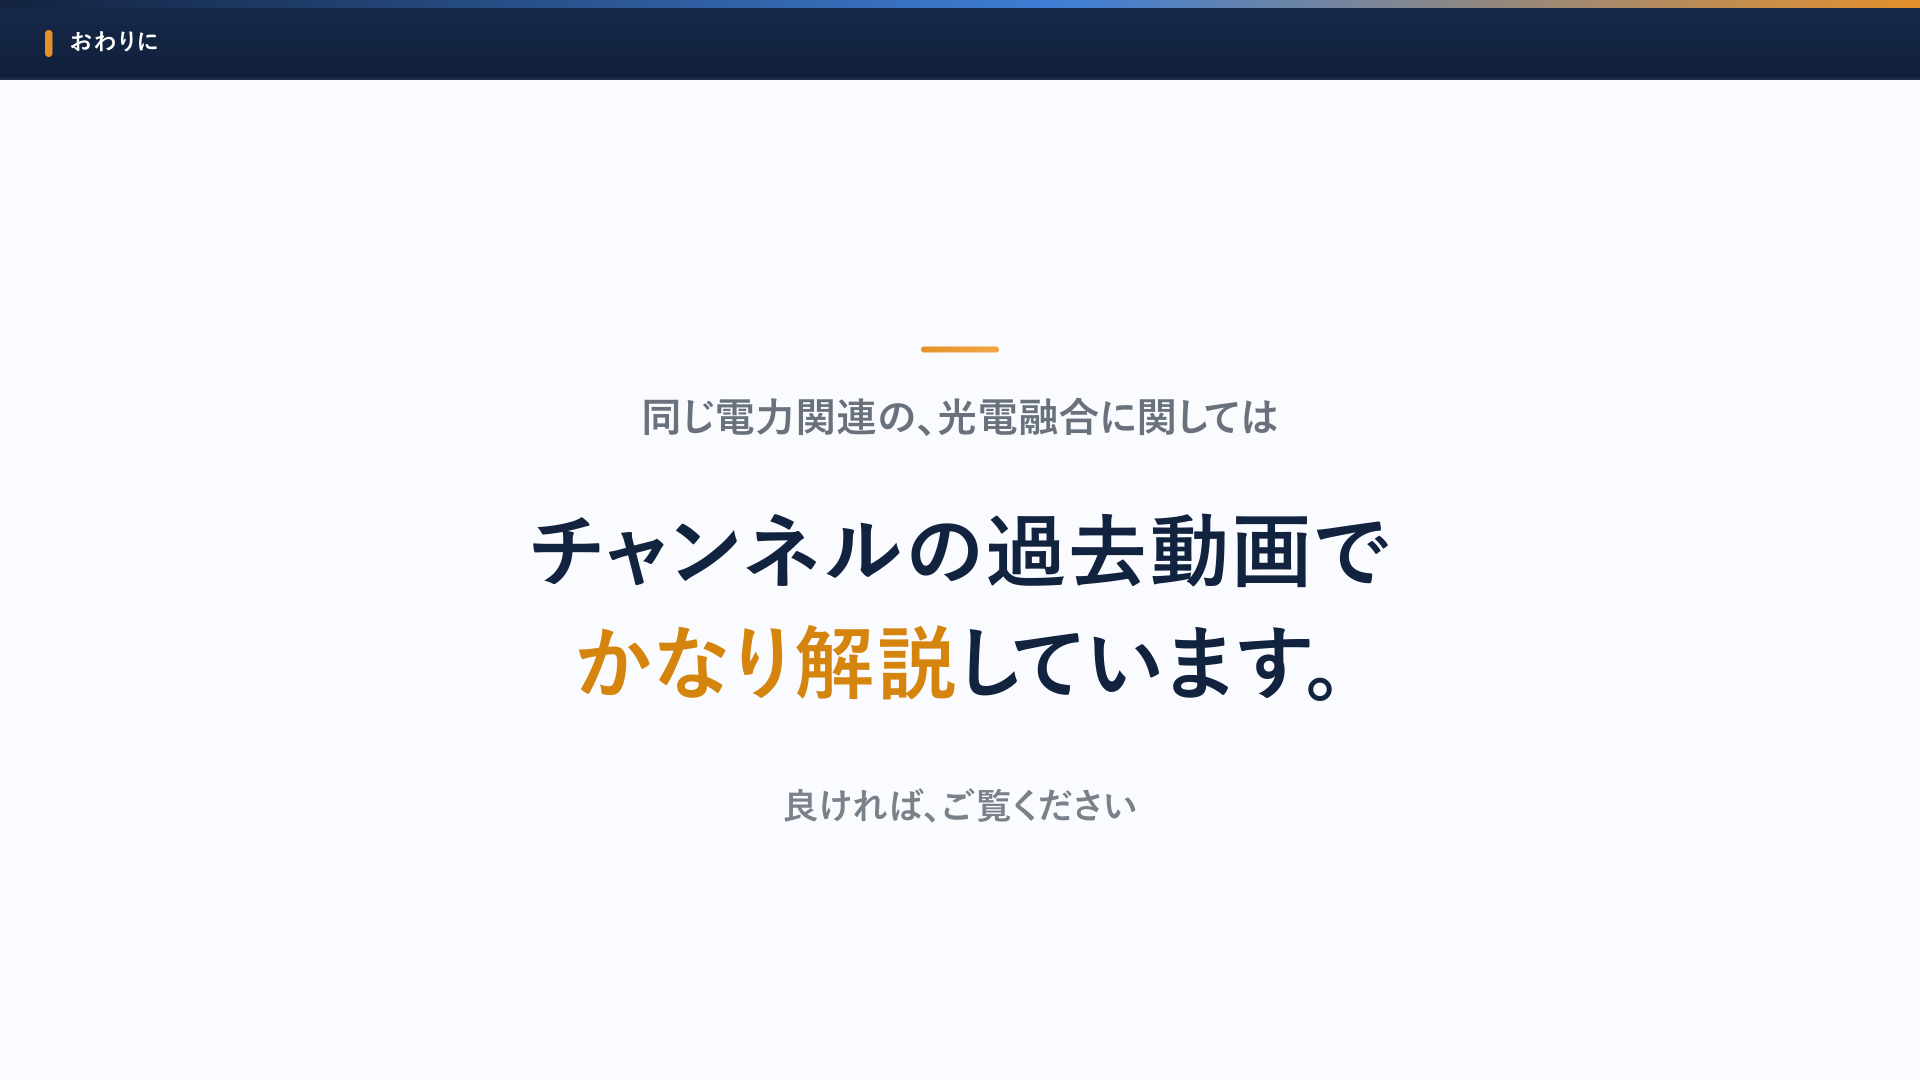 おわりに
同じ電力関連の、光電融合に関しては
チャンネルの過去動画で
かなり解説しています。
良ければ、ご覧ください